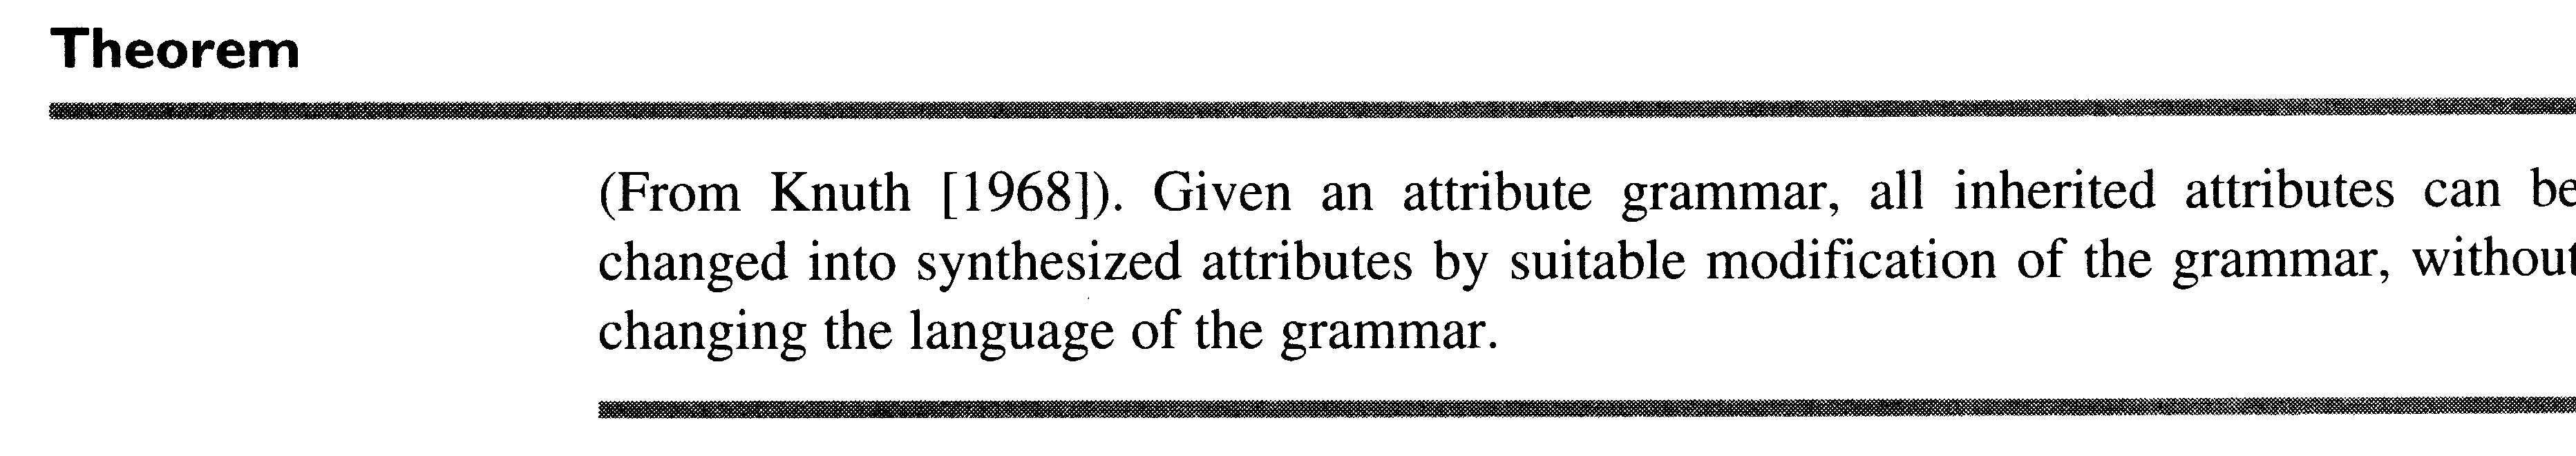 Theorem
(From Knuth [1968]). Given an attribute grammar, all inherited attributes can be
changed into synthesized attributes by suitable modification of the grammar, without
changing the language of the grammar.